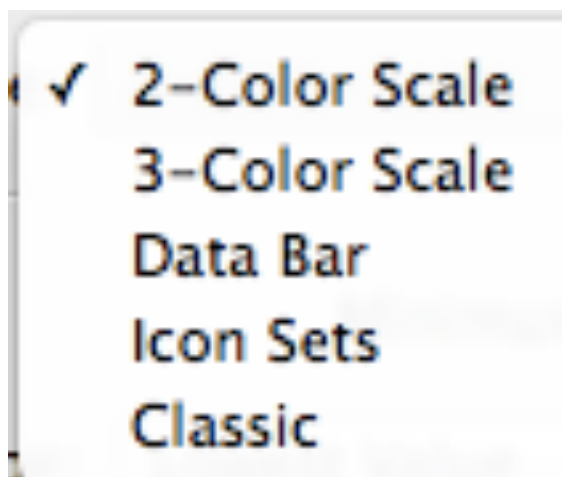 ✓ 2-Color Scale
3-Color Scale
Data Bar
Icon Sets
Classic